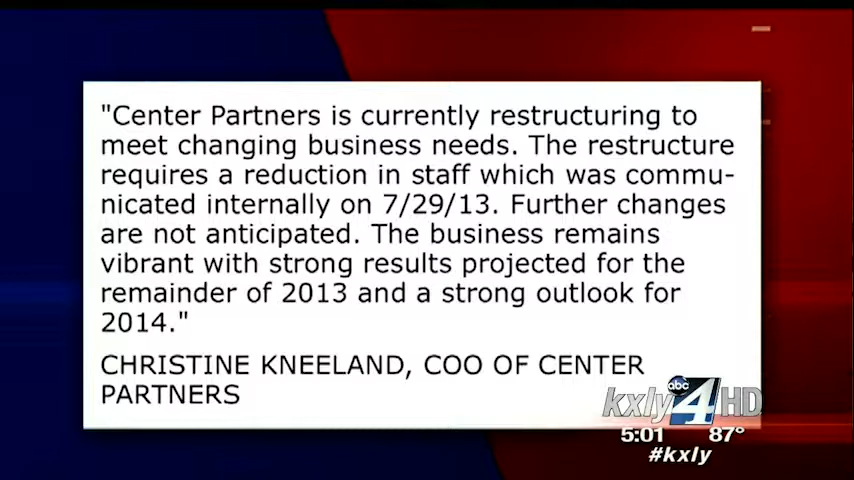 "Center Partners is currently restructuring to
meet changing business needs. The restructure
requires a reduction in staff which was commu-
nicated internally on 7/29/13. Further changes
are not anticipated. The business remains
vibrant with strong results projected for the
remainder of 2013 and a strong outlook for
2014."
CHRISTINE KNEELAND, COO OF CENTER
PARTNERS
kxly abc 4 HD
5:01 87°
#kxly